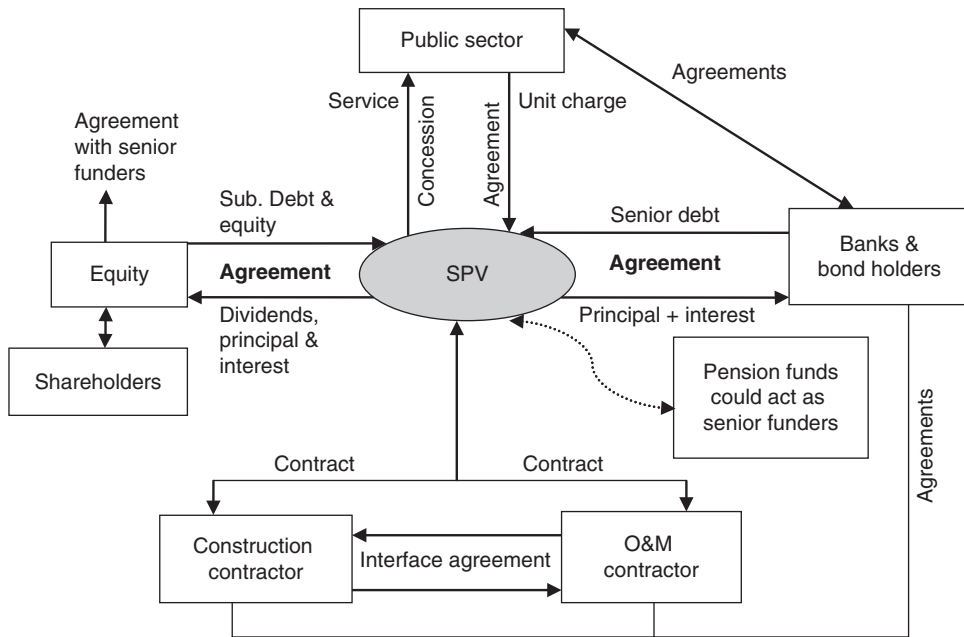 Public sector
Service
Concession
Agreement
Unit charge
Agreements
Agreement
with senior
funders
Sub. Debt &
equity
Senior debt
Equity
Agreement
SPV
Agreement
Banks &
bond holders
Dividends,
principal &
interest
Principal + interest
Shareholders
Pension funds
could act as
senior funders
Agreements
Contract
Contract
Construction
contractor
Interface agreement
O&M
contractor